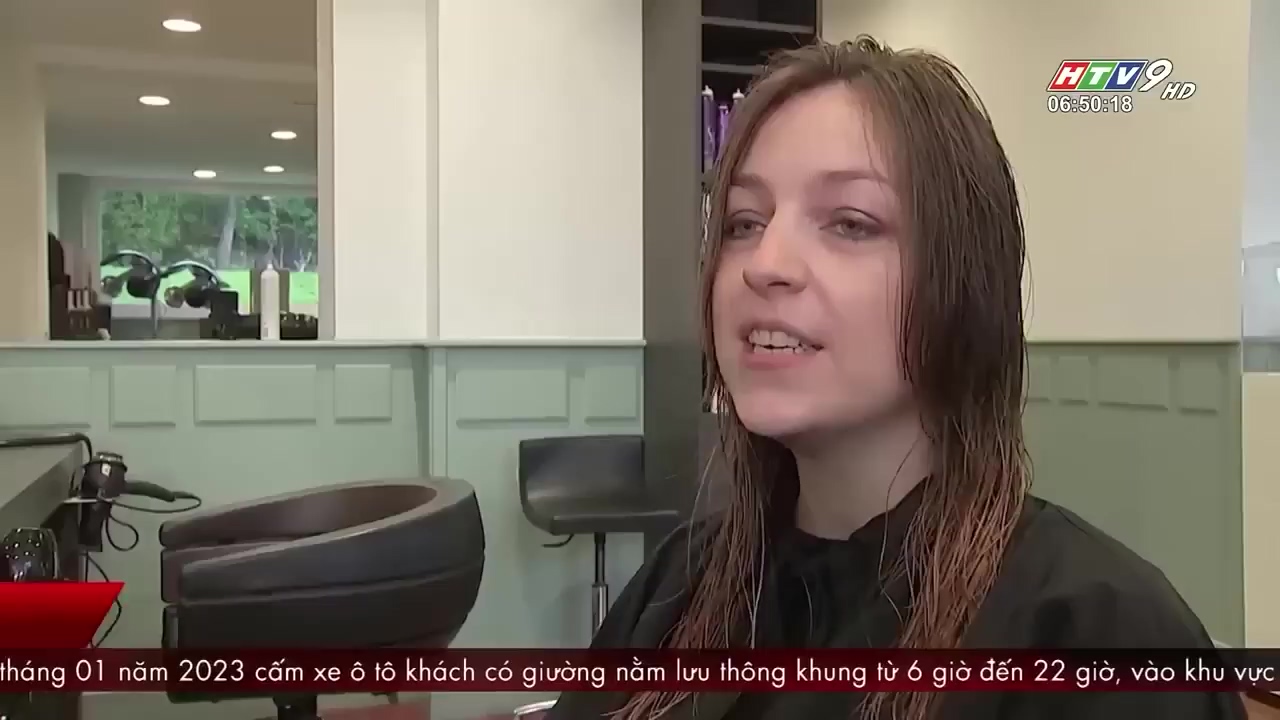 HTV9 HD
06:50:18
tháng 01 năm 2023 cấm xe ô tô khách có giường nằm lưu thông khung từ 6 giờ đến 22 giờ, vào khu vực